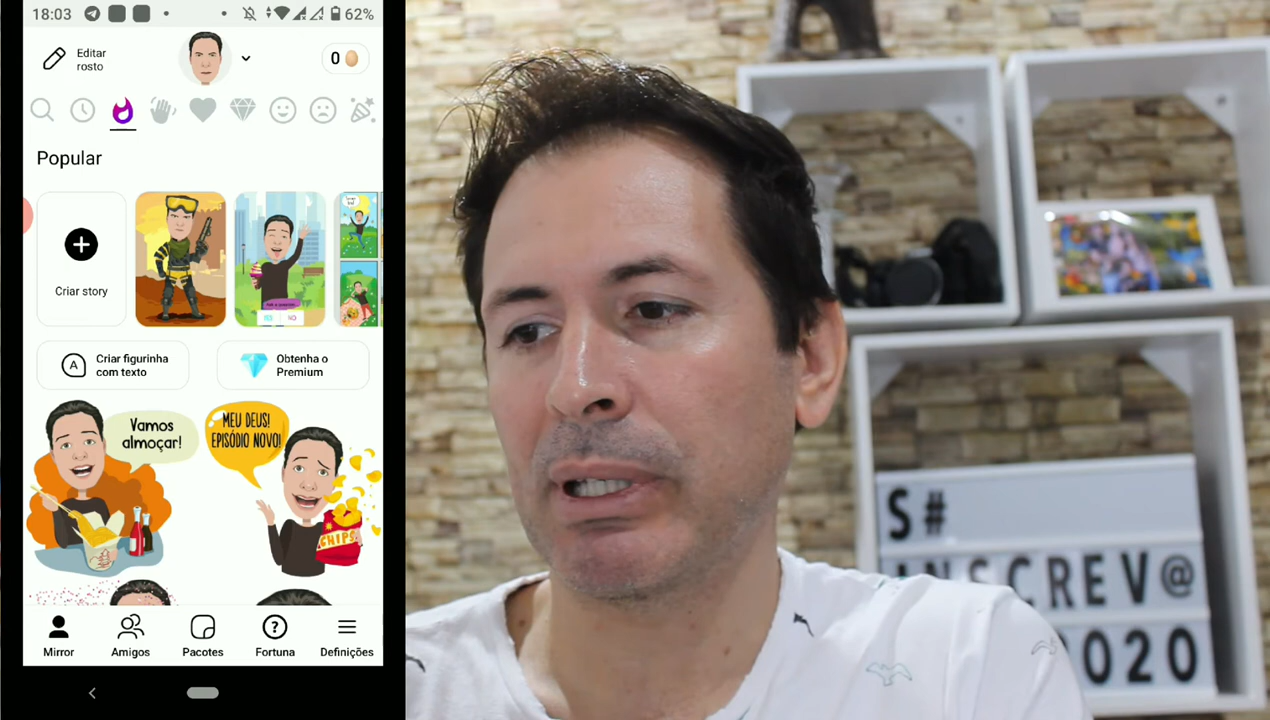 18:03
62%
Editar
rosto
0
Popular
Criar story
Criar figurinha
com texto
Obtenha o
Premium
Vamos
almoçar!
MEU DEUS!
EPISÓDIO NOVO!
CHIPS
Mirror
Amigos
Pacotes
Fortuna
Definições
S#
INSCREV@
2020